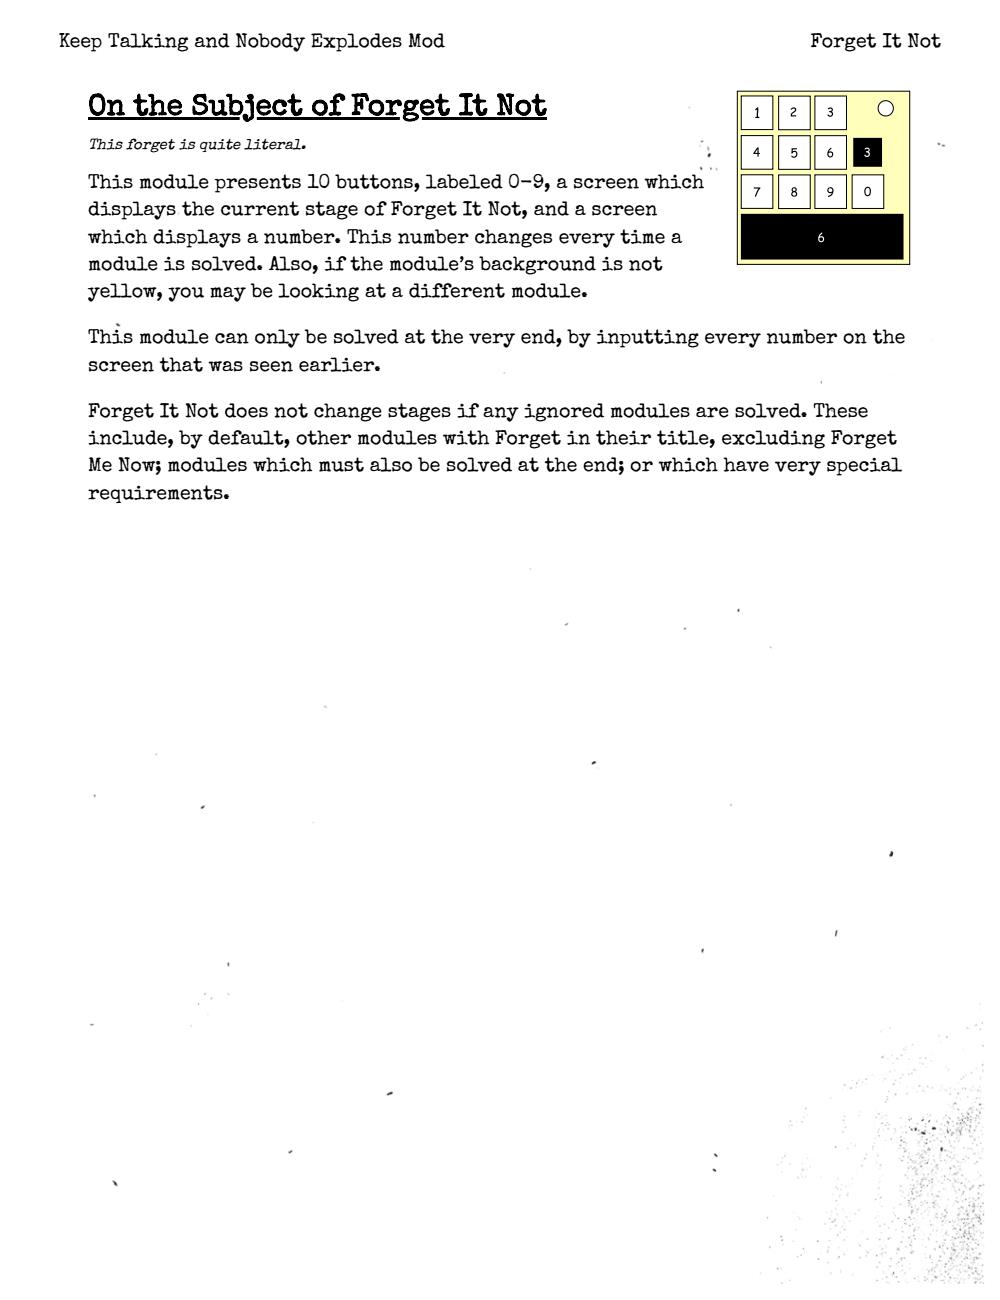 Keep Talking and Nobody Explodes Mod
Forget It Not
On the Subject of Forget It Not
This forget is quite literal.
This module presents 10 buttons, labeled 0–9, a screen which
displays the current stage of Forget It Not, and a screen
which displays a number. This number changes every time a
module is solved. Also, if the module's background is not
yellow, you may be looking at a different module.
1 2 3
4 5 6 3
7 8 9 0
6
This module can only be solved at the very end, by inputting every number on the
screen that was seen earlier.
Forget It Not does not change stages if any ignored modules are solved. These
include, by default, other modules with Forget in their title, excluding Forget
Me Now; modules which must also be solved at the end; or which have very special
requirements.